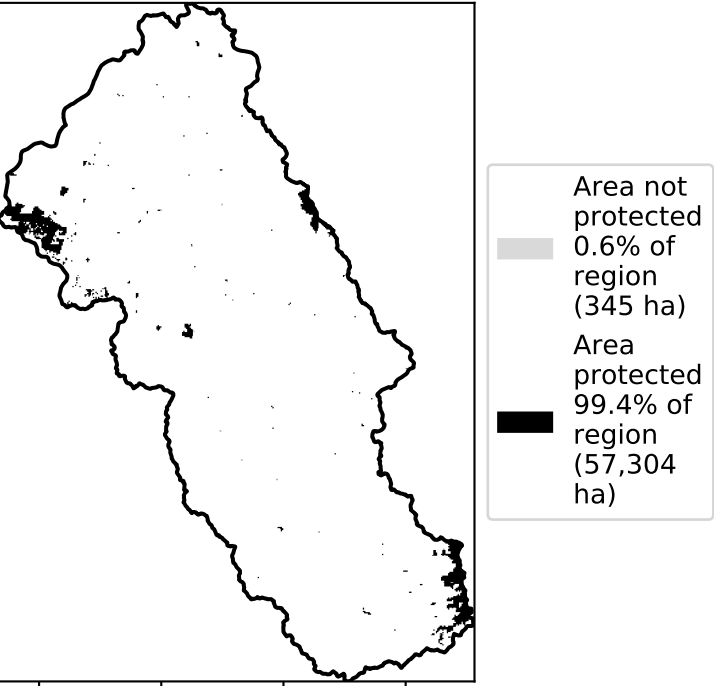 Area not
protected
0.6% of
region
(345 ha)
Area
protected
99.4% of
region
(57,304
ha)